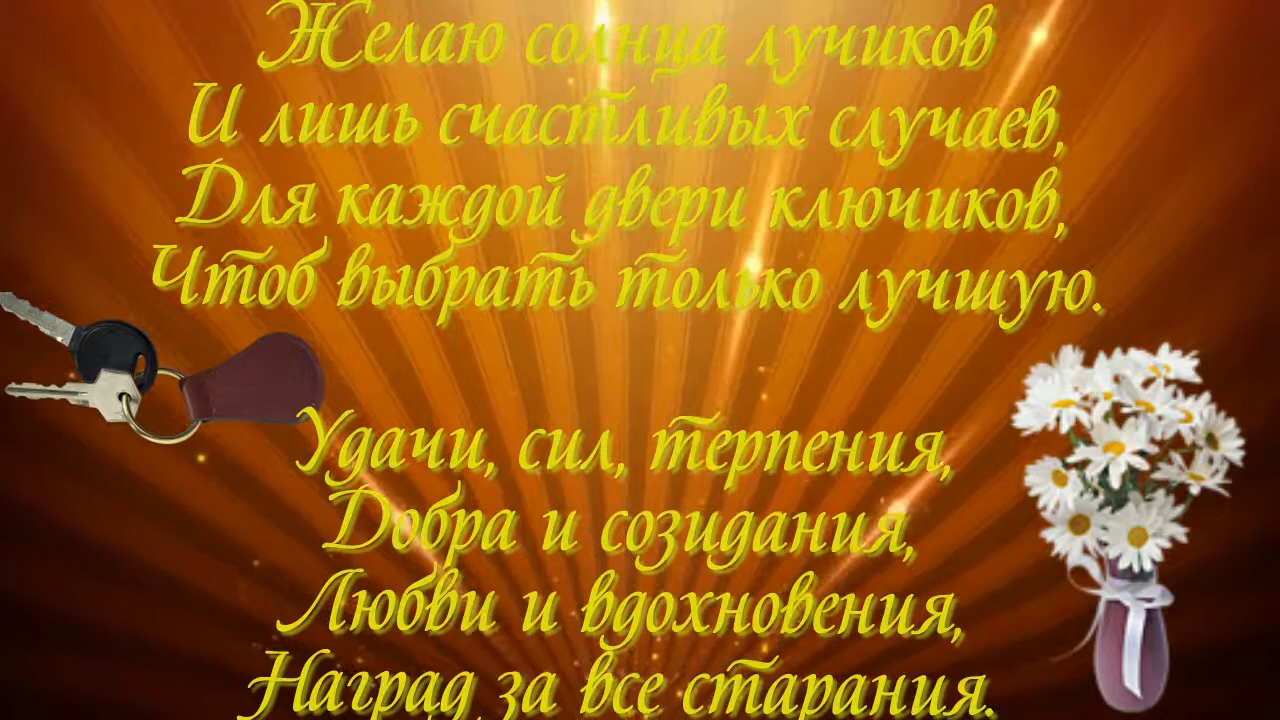 Желаю солнца лучиков
И лишь счастливых случаев,
Для каждой двери ключиков,
Чтоб выбрать только лучшую.
Удачи, сил, терпения,
Добра и созидания,
Любви и вдохновения,
Наград за все старания.